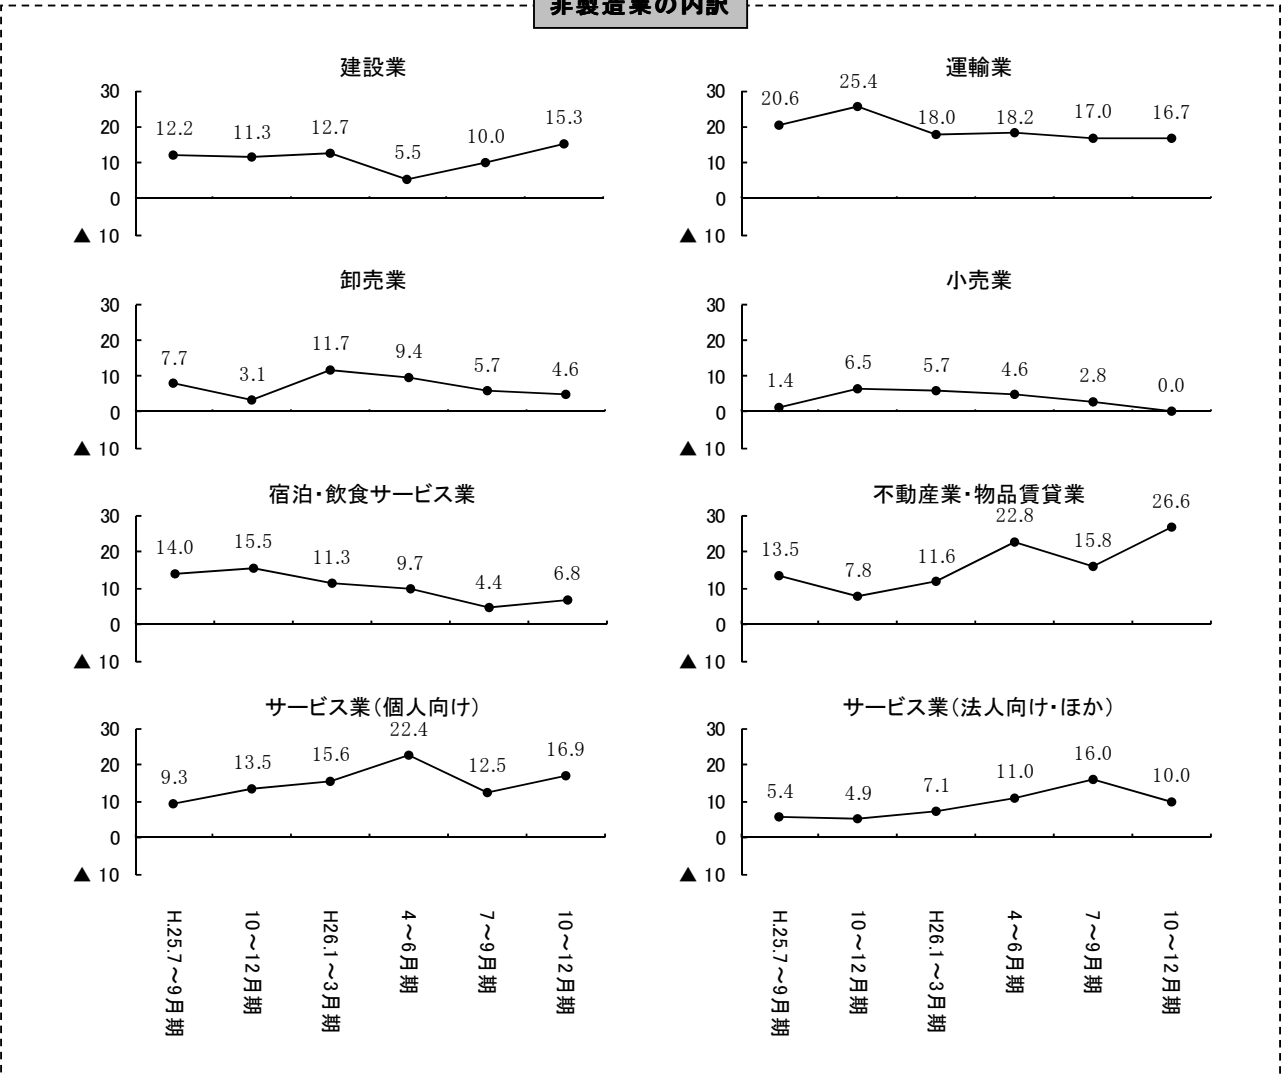 非製造業の内訳
建設業
30
20
10
0
▲ 10
12.2 11.3 12.7 5.5 10.0 15.3
運輸業
30
20
10
0
▲ 10
20.6 25.4 18.0 18.2 17.0 16.7
卸売業
30
20
10
0
▲ 10
7.7 3.1 11.7 9.4 5.7 4.6
小売業
30
20
10
0
▲ 10
1.4 6.5 5.7 4.6 2.8 0.0
宿泊・飲食サービス業
30
20
10
0
▲ 10
14.0 15.5 11.3 9.7 4.4 6.8
不動産業・物品賃貸業
30
20
10
0
▲ 10
13.5 7.8 11.6 22.8 15.8 26.6
サービス業（個人向け）
30
20
10
0
▲ 10
9.3 13.5 15.6 22.4 12.5 16.9
サービス業（法人向け・ほか）
30
20
10
0
▲ 10
5.4 4.9 7.1 11.0 16.0 10.0
H.25.7～9月期
10～12月期
H26.1～3月期
4～6月期
7～9月期
10～12月期
H.25.7～9月期
10～12月期
H26.1～3月期
4～6月期
7～9月期
10～12月期